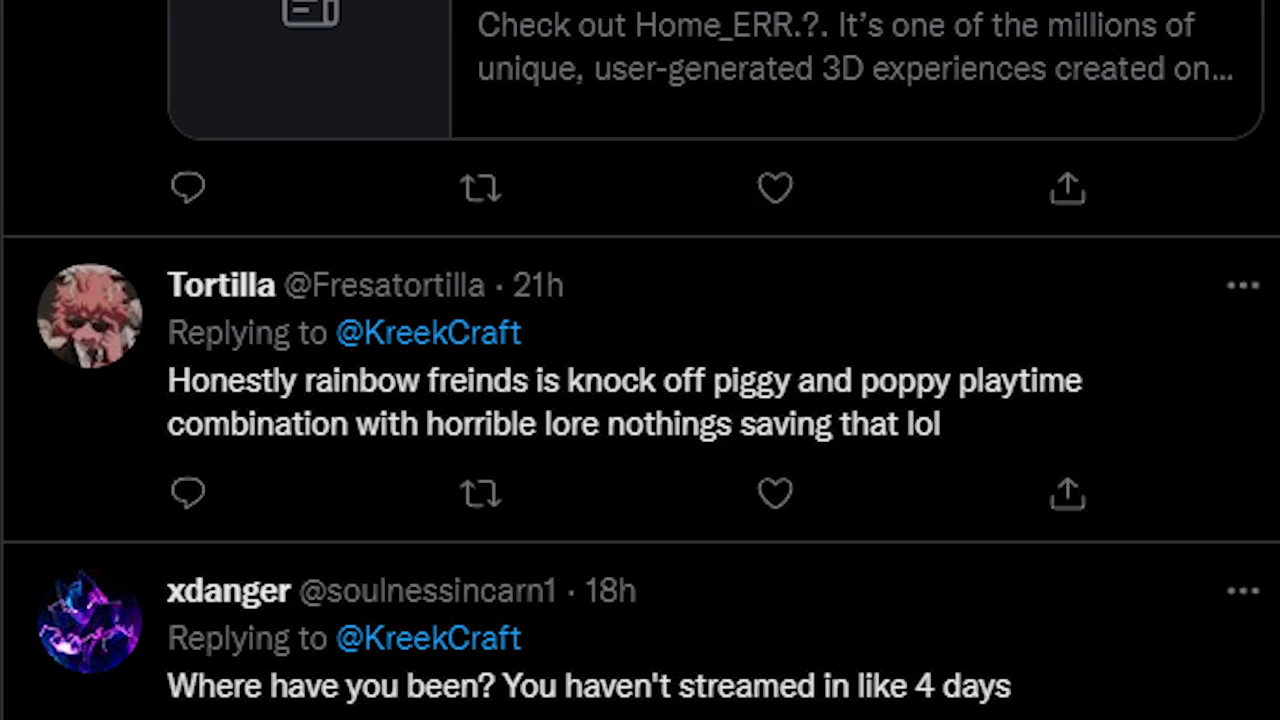 Check out Home_ERR.?. It’s one of the millions of
unique, user-generated 3D experiences created on...
Tortilla @Fresatortilla · 21h
Replying to @KreekCraft
Honestly rainbow freinds is knock off piggy and poppy playtime
combination with horrible lore nothings saving that lol
xdanger @soulnessincarn1 · 18h
Replying to @KreekCraft
Where have you been? You haven't streamed in like 4 days